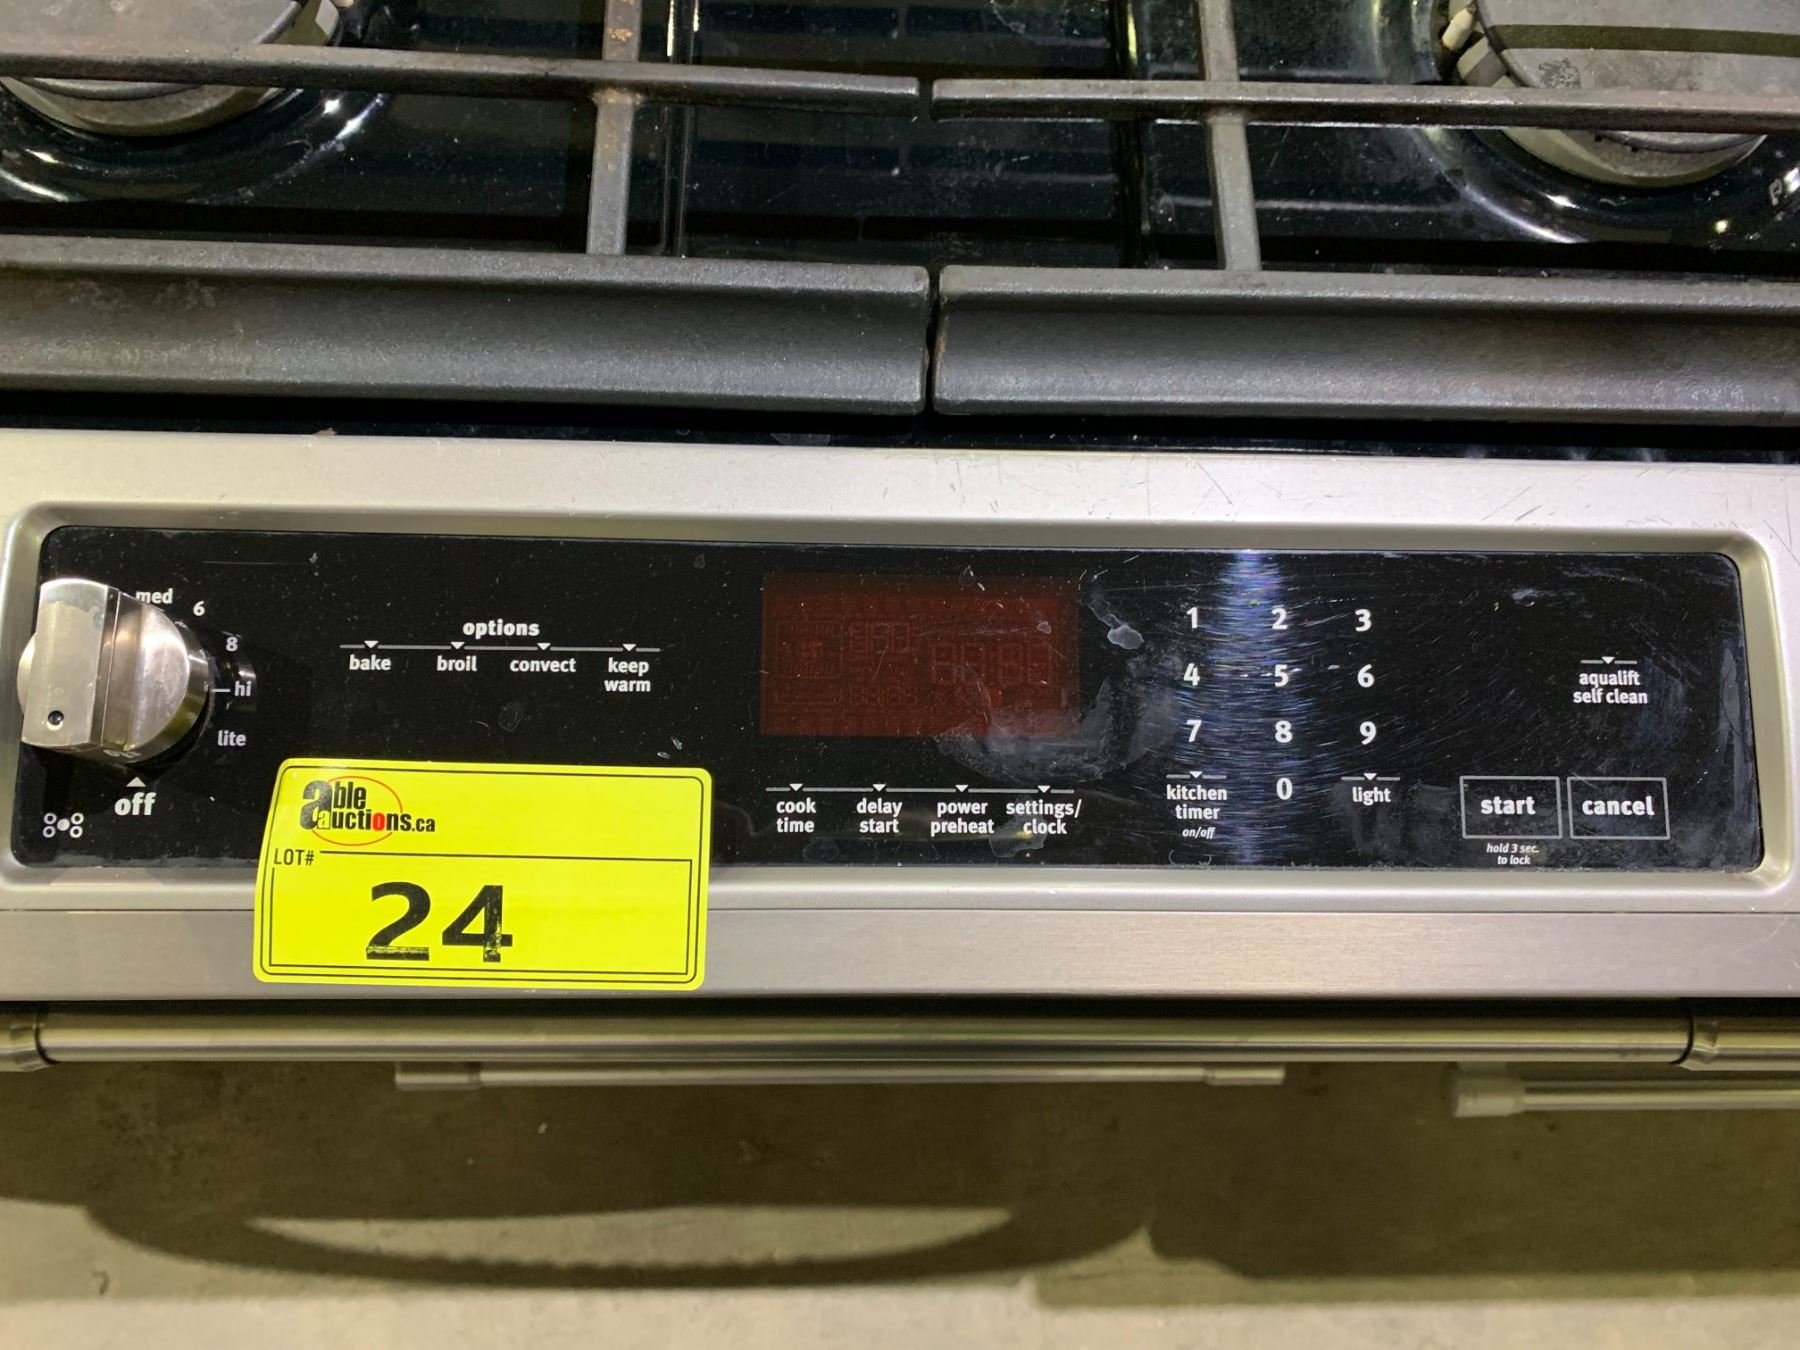 med
6
8
hi
lite
off
options
bake broil convect keep warm
cook time
delay start
power preheat
settings/ clock
1 2 3
4 5 6
7 8 9
0
kitchen timer
on/off
light
aqualift self clean
start
cancel
hold 3 sec.
to lock
able
auctions.ca
LOT#
24